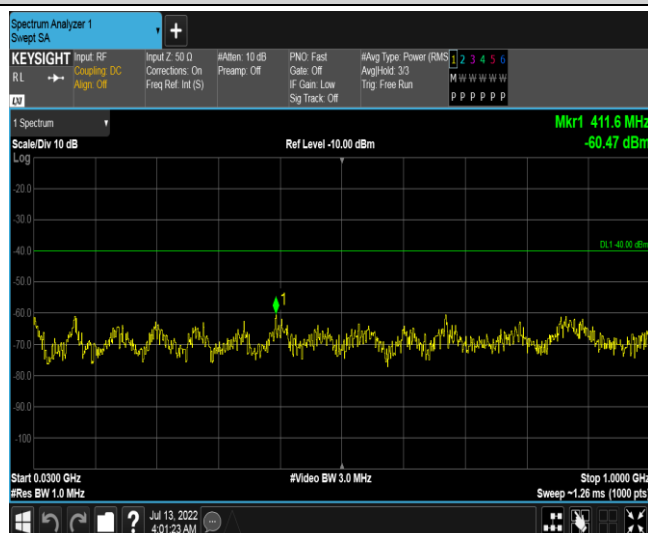 Spectrum Analyzer 1
Swept SA
+
KEYSIGHT Input: RF Input Z: 50 Ω #Atten: 10 dB PNO: Fast #Avg Type: Power (RMS 1 2 3 4 5 6
RL Coupling: DC Corrections: On Preamp: Off Gate: Off Avg|Hold: 3/3 M W W W W W
Align: Off Freq Ref: Int (S) IF Gain: Low Trig: Free Run
Sig Track: Off P P P P P P
LXI
1 Spectrum
Mkr1 411.6 MHz
Scale/Div 10 dB Ref Level -10.00 dBm -60.47 dBm
Log
-20.0
-30.0
-40.0 DL1 -40.00 dBm
-50.0
1
-60.0
-70.0
-80.0
-90.0
-100
Start 0.0300 GHz #Video BW 3.0 MHz Stop 1.0000 GHz
#Res BW 1.0 MHz Sweep ~1.26 ms (1000 pts)
? Jul 13, 2022
4:01:23 AM